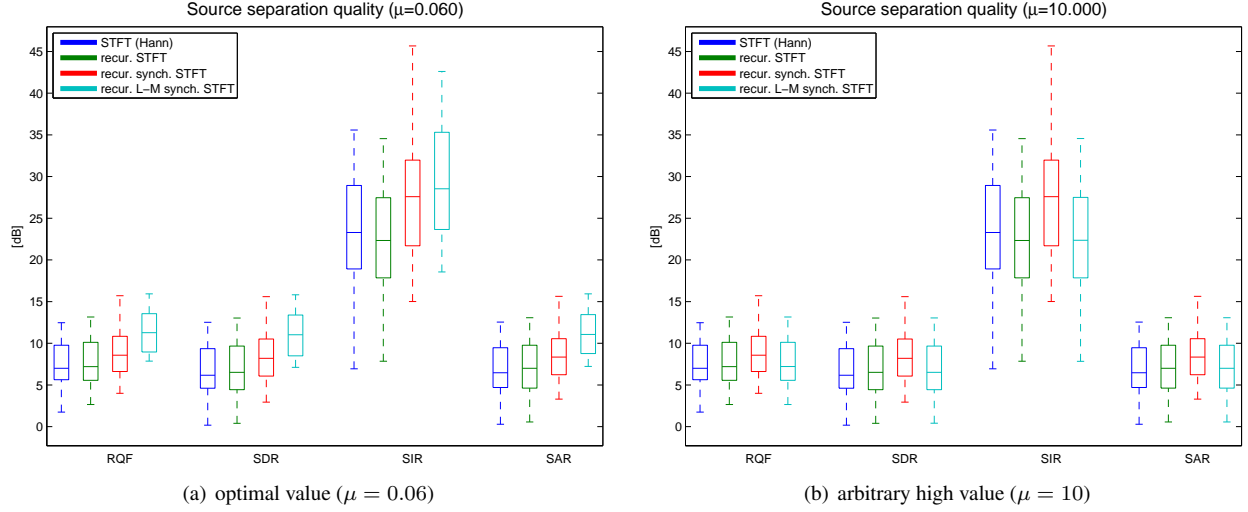 Source separation quality (μ=0.060)
STFT (Hann)
recur. STFT
recur. synch. STFT
recur. L−M synch. STFT
45
40
35
30
25
20
15
10
5
0
[dB]
RQF SDR SIR SAR
(a) optimal value (μ = 0.06)
Source separation quality (μ=10.000)
STFT (Hann)
recur. STFT
recur. synch. STFT
recur. L−M synch. STFT
45
40
35
30
25
20
15
10
5
0
[dB]
RQF SDR SIR SAR
(b) arbitrary high value (μ = 10)